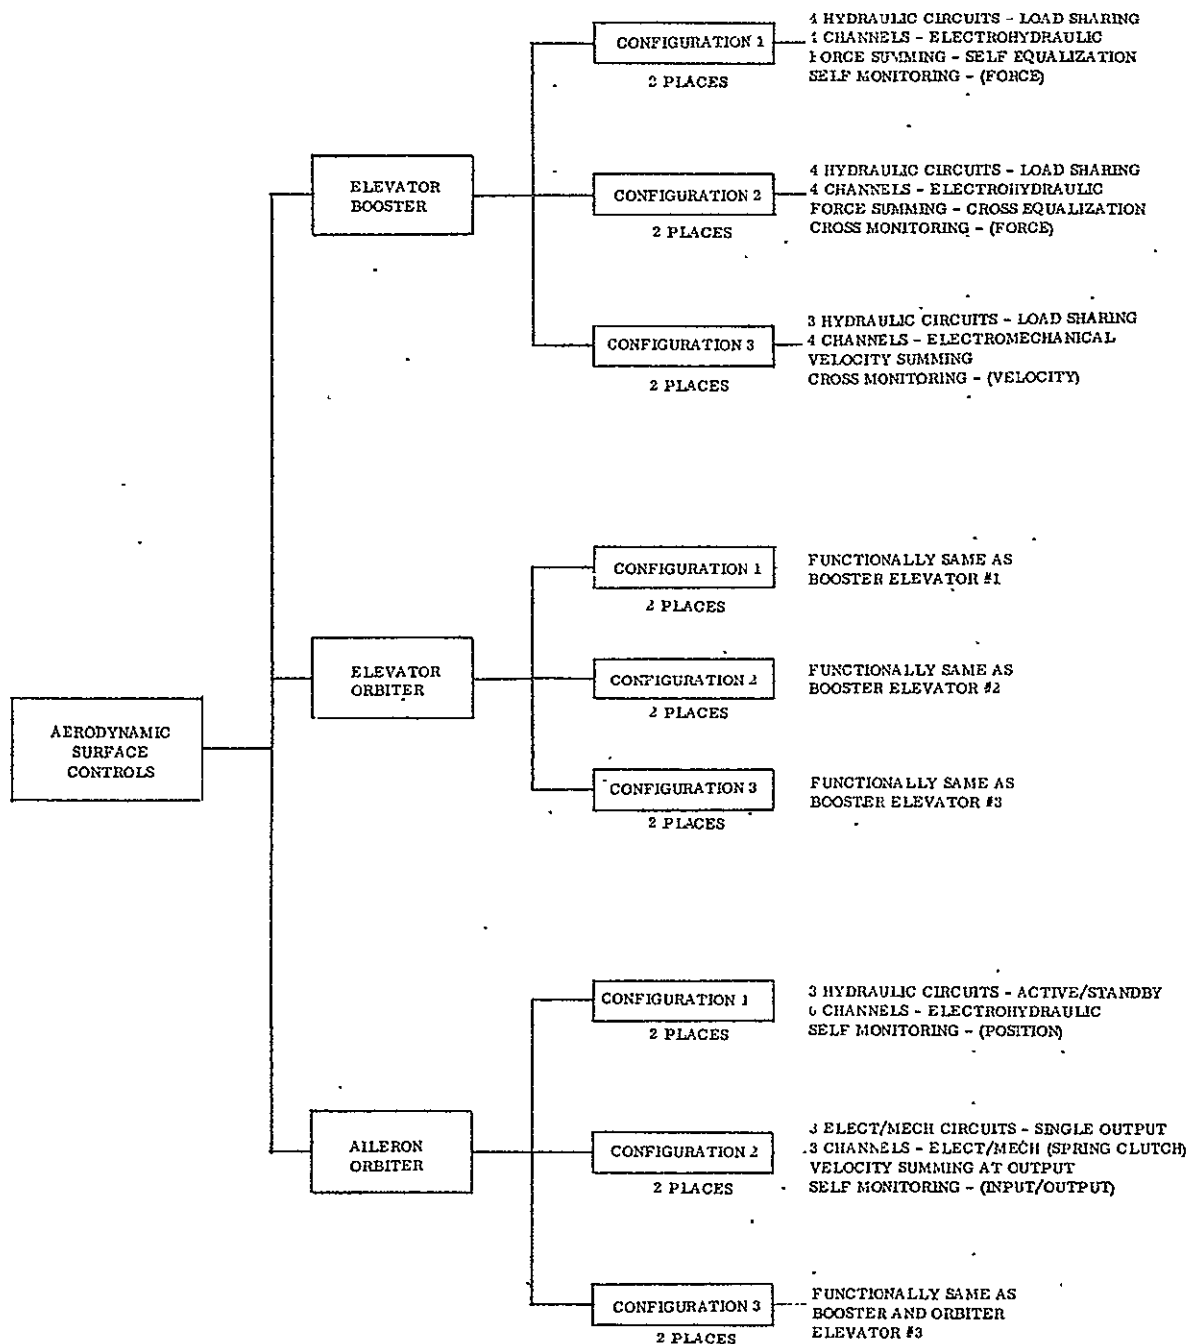 AERODYNAMIC
SURFACE
CONTROLS
ELEVATOR
BOOSTER
CONFIGURATION 1
2 PLACES
4 HYDRAULIC CIRCUITS - LOAD SHARING
4 CHANNELS - ELECTROHYDRAULIC
FORCE SUMMING - SELF EQUALIZATION
SELF MONITORING - (FORCE)
CONFIGURATION 2
2 PLACES
4 HYDRAULIC CIRCUITS - LOAD SHARING
4 CHANNELS - ELECTROHYDRAULIC
FORCE SUMMING - CROSS EQUALIZATION
CROSS MONITORING - (FORCE)
CONFIGURATION 3
2 PLACES
3 HYDRAULIC CIRCUITS - LOAD SHARING
4 CHANNELS - ELECTROMECHANICAL
VELOCITY SUMMING
CROSS MONITORING - (VELOCITY)
ELEVATOR
ORBITER
CONFIGURATION 1
2 PLACES
FUNCTIONALLY SAME AS
BOOSTER ELEVATOR #1
CONFIGURATION 2
2 PLACES
FUNCTIONALLY SAME AS
BOOSTER ELEVATOR #2
CONFIGURATION 3
2 PLACES
FUNCTIONALLY SAME AS
BOOSTER ELEVATOR #3
AILERON
ORBITER
CONFIGURATION 1
2 PLACES
3 HYDRAULIC CIRCUITS - ACTIVE/STANDBY
6 CHANNELS - ELECTROHYDRAULIC
SELF MONITORING - (POSITION)
CONFIGURATION 2
2 PLACES
3 ELECT/MECH CIRCUITS - SINGLE OUTPUT
3 CHANNELS - ELECT/MECH (SPRING CLUTCH)
VELOCITY SUMMING AT OUTPUT
SELF MONITORING - (INPUT/OUTPUT)
CONFIGURATION 3
2 PLACES
FUNCTIONALLY SAME AS
BOOSTER AND ORBITER
ELEVATOR #3